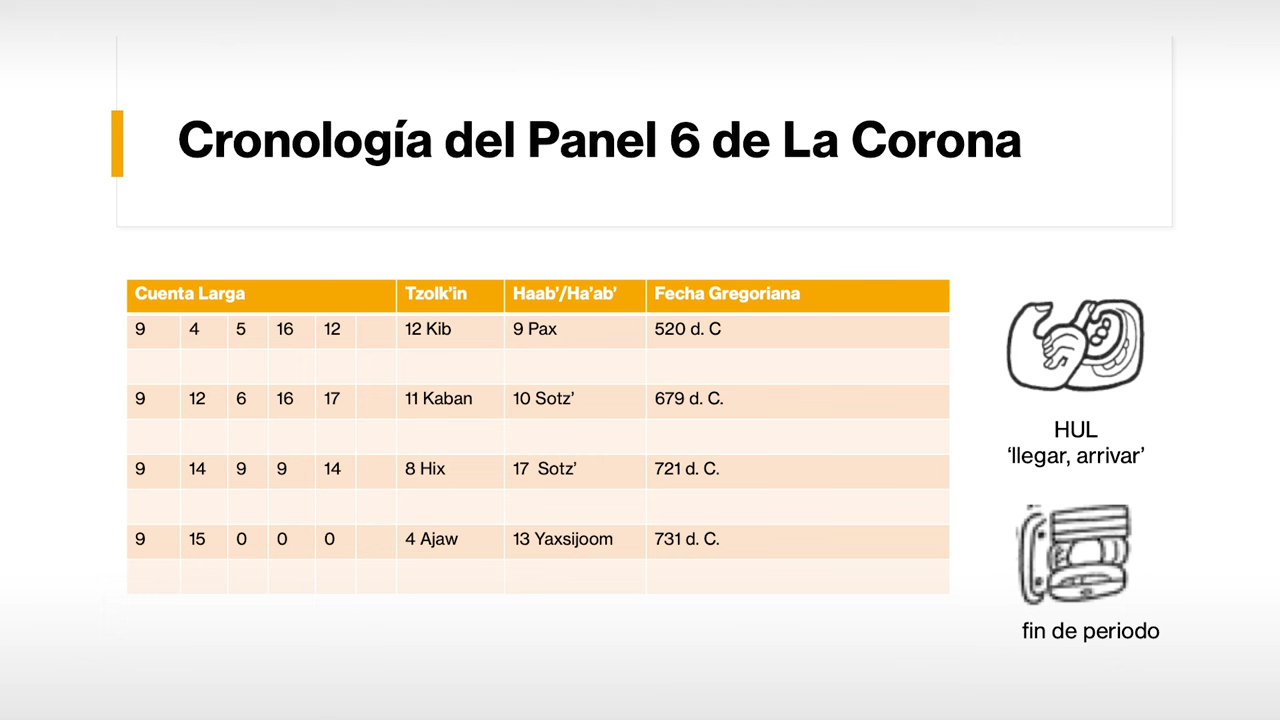 Cronología del Panel 6 de La Corona
Cuenta Larga Tzolk’in Haab’/Ha’ab’ Fecha Gregoriana
9 4 5 16 12 12 Kib 9 Pax 520 d. C
9 12 6 16 17 11 Kaban 10 Sotz’ 679 d. C.
9 14 9 9 14 8 Hix 17 Sotz’ 721 d. C.
9 15 0 0 0 4 Ajaw 13 Yaxsijoom 731 d. C.
HUL
‘llegar, arrivar’
fin de periodo